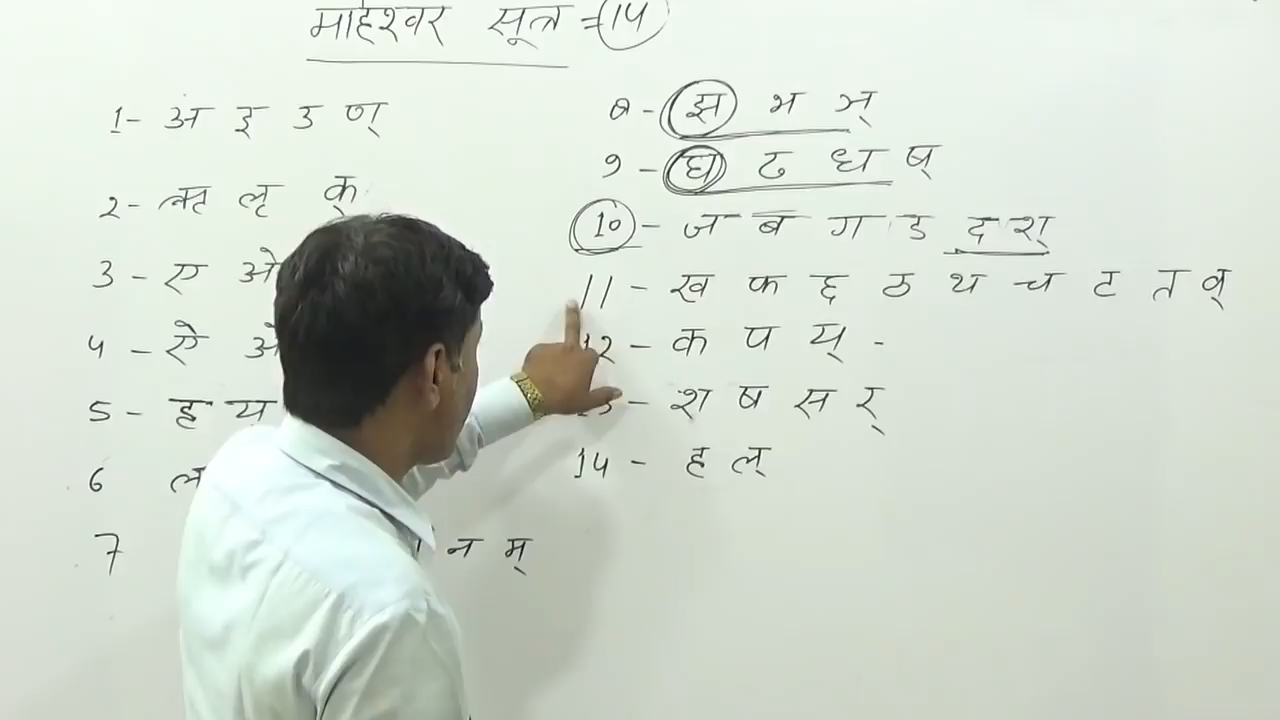 माहेश्वर सूत्र = 14
1- अ इ उ ण्
2- ऋ लृ क्
3 - ए ओ
4 - ऐ औ
5 - ह य
6 ल
7 न म्
8 - झ भ ञ्
9 - घ ढ ध ष्
10 - ज ब ग ड द श्
11 - ख फ छ ठ थ च ट त व्
12 - क प य् -
13 - श ष स र्
14 - ह ल्